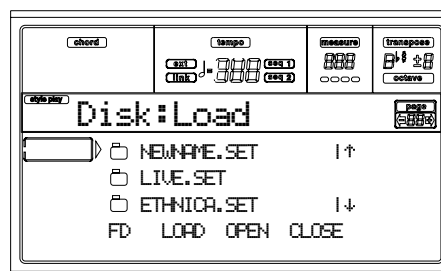 chord tempo measure transpose
ext seq 1
link seq 2
octave
style play page
Disk:Load
NEWNAME.SET |↑
LIVE.SET
ETHNICA.SET |↓
FD LOAD OPEN CLOSE